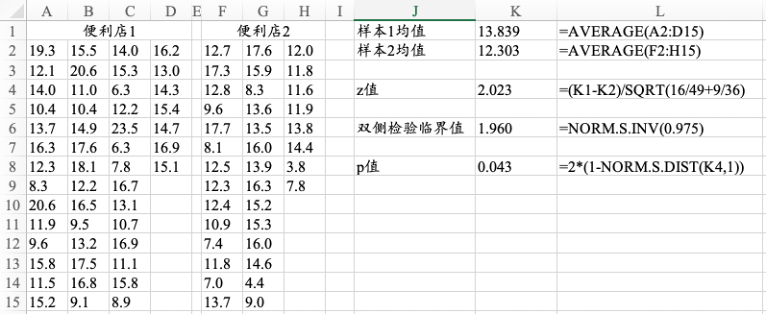 A B C D E F G H I J K L
1 便利店1 便利店2 样本1均值 13.839 =AVERAGE(A2:D15)
2 19.3 15.5 14.0 16.2 12.7 17.6 12.0 样本2均值 12.303 =AVERAGE(F2:H15)
3 12.1 20.6 15.3 13.0 17.3 15.9 11.8
4 14.0 11.0 6.3 14.3 12.8 8.3 11.6 z值 2.023 =(K1-K2)/SQRT(16/49+9/36)
5 10.4 10.4 12.2 15.4 9.6 13.6 11.9
6 13.7 14.9 23.5 14.7 17.7 13.5 13.8 双侧检验临界值 1.960 =NORM.S.INV(0.975)
7 16.3 17.6 6.3 16.9 8.1 16.0 14.4
8 12.3 18.1 7.8 15.1 12.5 13.9 3.8 p值 0.043 =2*(1-NORM.S.DIST(K4,1))
9 8.3 12.2 16.7 12.3 16.3 7.8
10 20.6 16.5 13.1 12.4 15.2
11 11.9 9.5 10.7 10.9 15.3
12 9.6 13.2 16.9 7.4 16.0
13 15.8 17.5 11.1 11.8 14.6
14 11.5 16.8 15.8 7.0 4.4
15 15.2 9.1 8.9 13.7 9.0